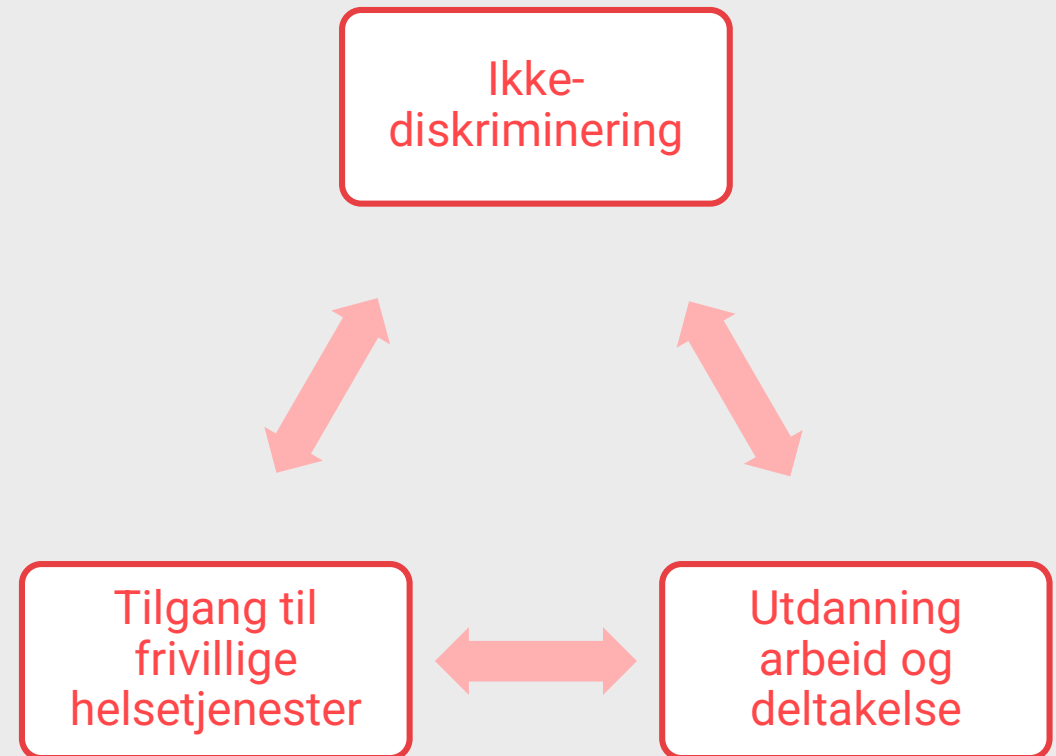 Ikke-
diskriminering
Tilgang til
frivillige
helsetjenester
Utdanning
arbeid og
deltakelse